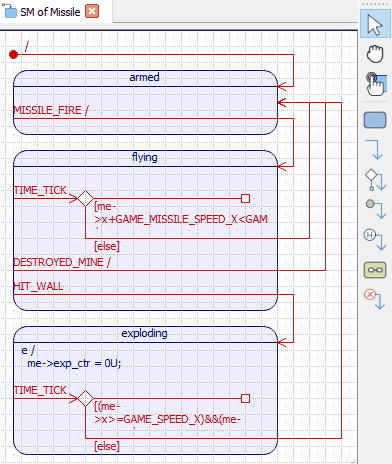 SM of Missile
/
armed
MISSILE_FIRE /
flying
TIME_TICK
[me-
>x+GAME_MISSILE_SPEED_X<GAM
[else]
DESTROYED_MINE /
HIT_WALL
exploding
e /
me->exp_ctr = 0U;
TIME_TICK
[(me-
>x>=GAME_SPEED_X)&&(me-
[else]
H